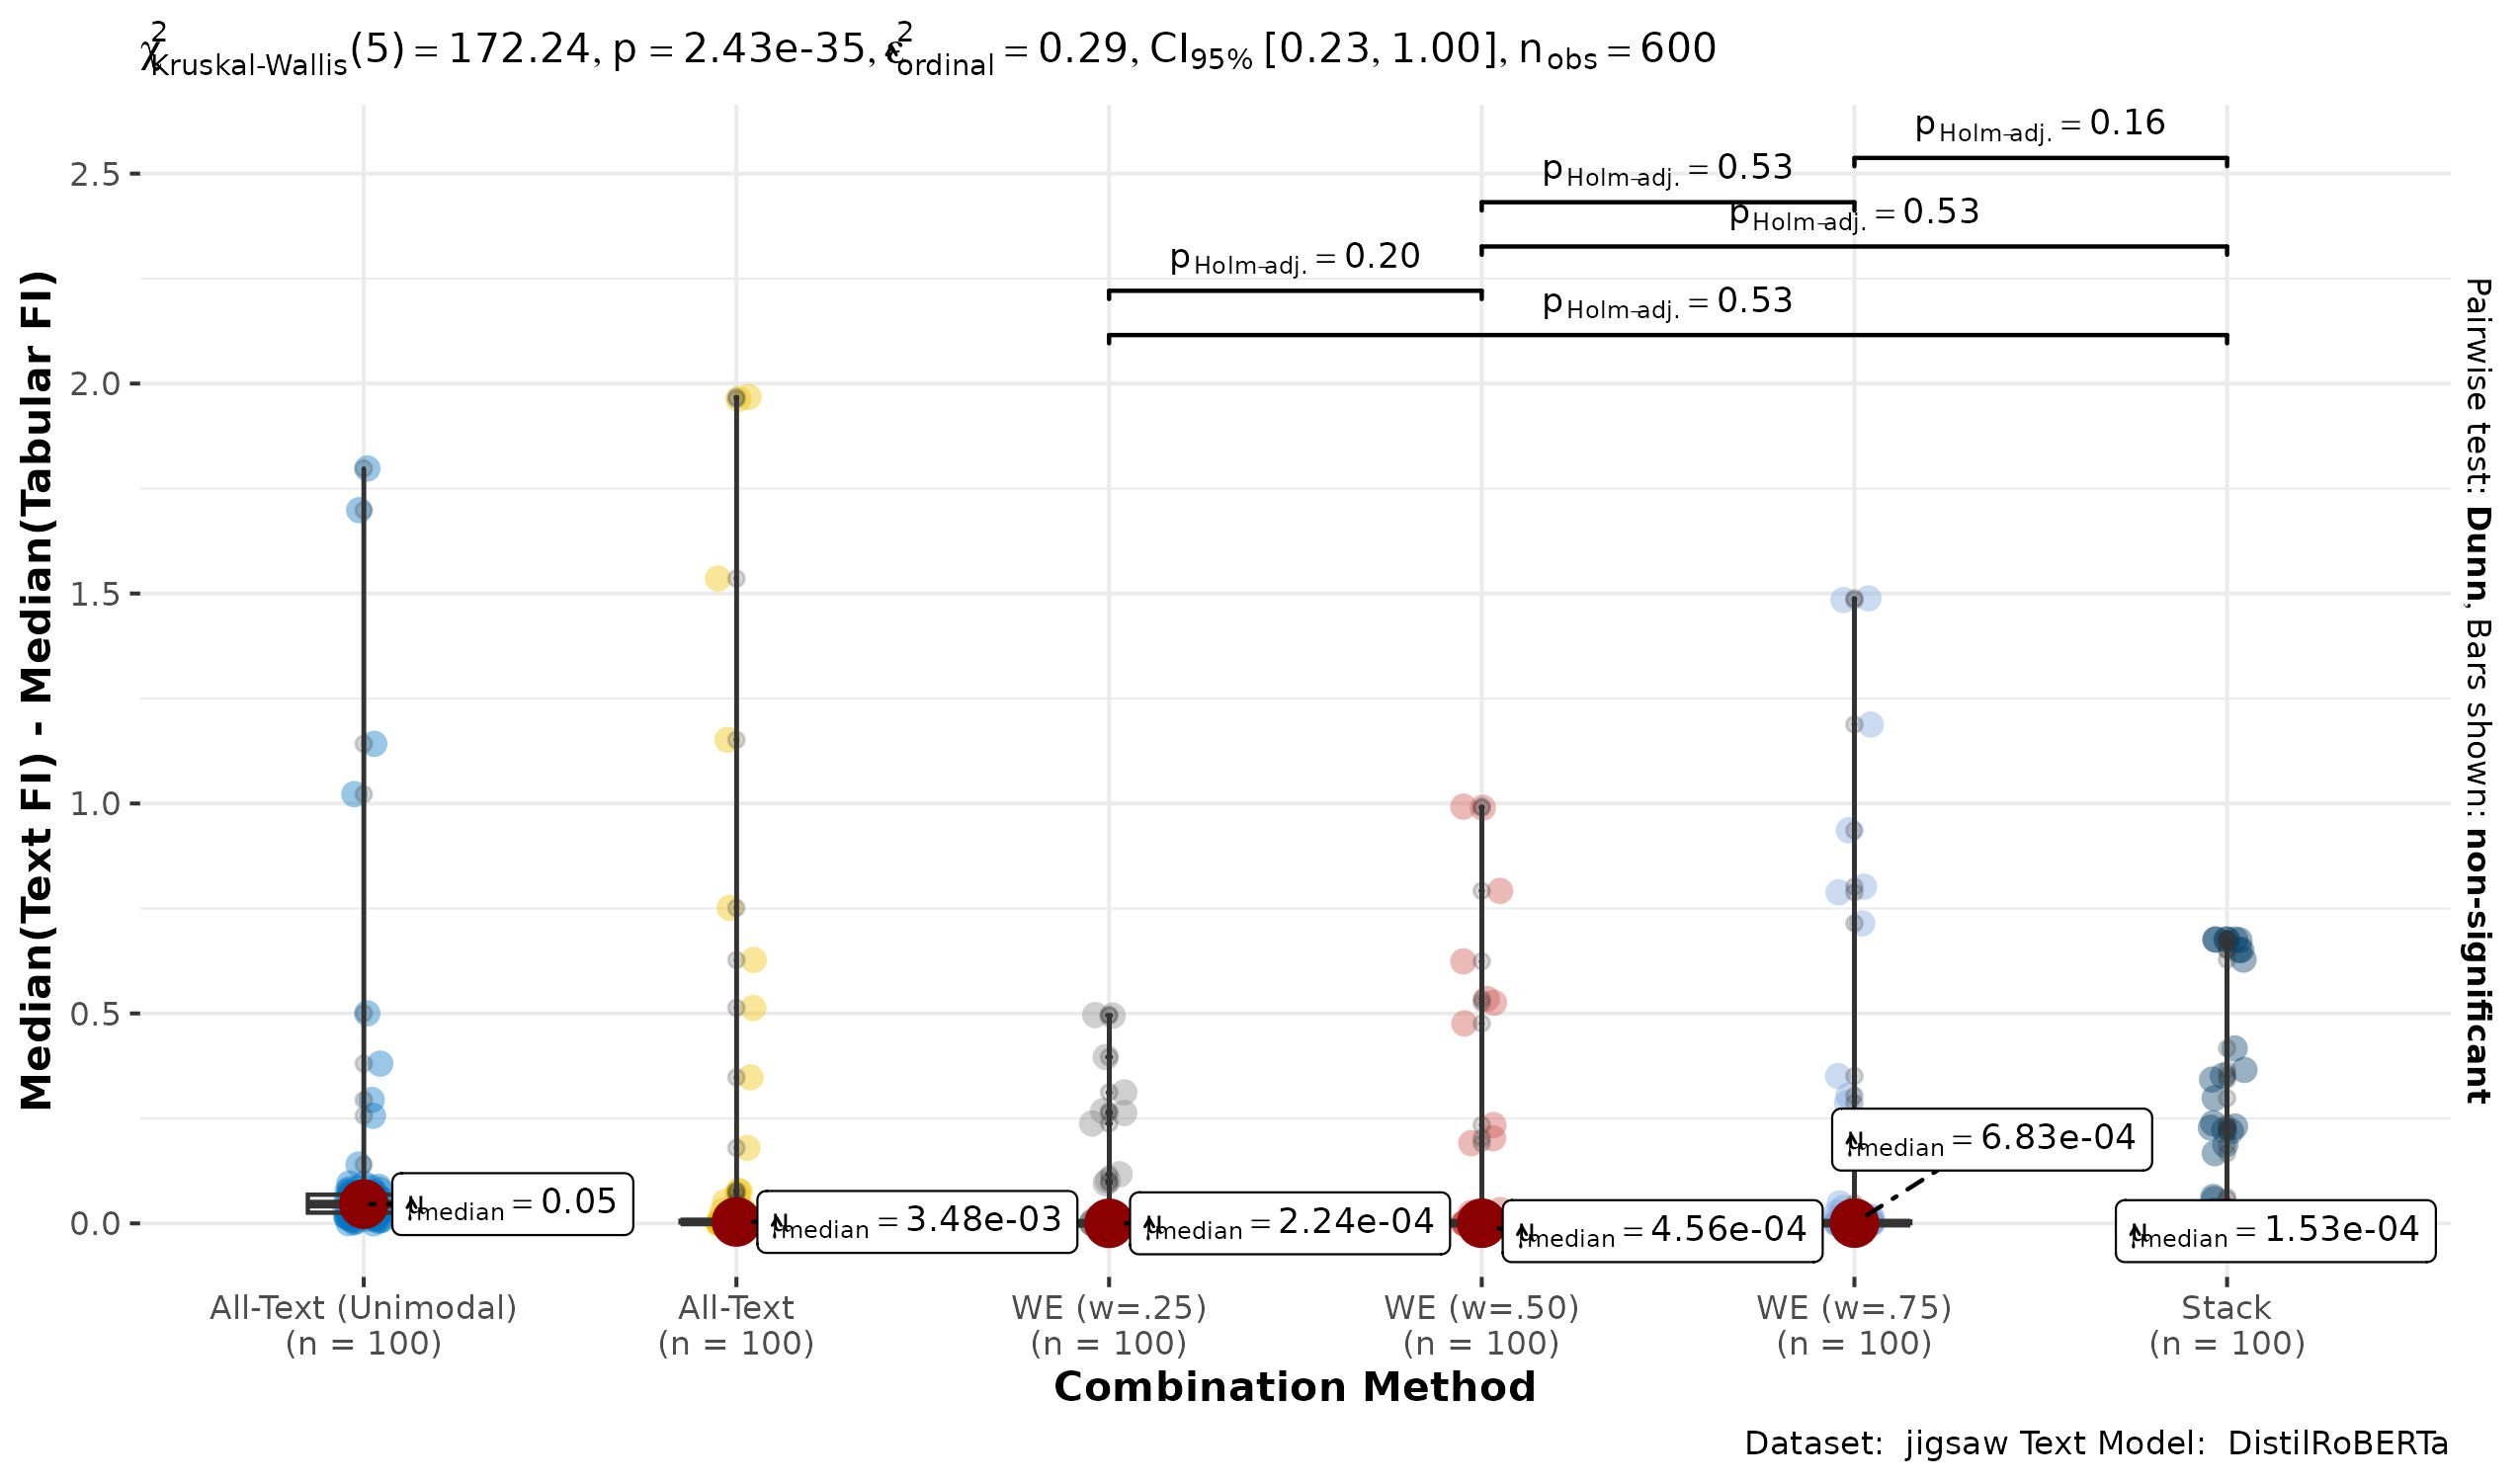 χ²Kruskal-Wallis(5) = 172.24, p = 2.43e-35, ε²ordinal = 0.29, CI95% [0.23, 1.00], nobs = 600
Median(Text FI) - Median(Tabular FI)
2.5
2.0
1.5
1.0
0.5
0.0
pHolm-adj. = 0.16
pHolm-adj. = 0.53
pHolm-adj. = 0.53
pHolm-adj. = 0.20
pHolm-adj. = 0.53
μ̂median = 0.05
μ̂median = 3.48e-03
μ̂median = 2.24e-04
μ̂median = 4.56e-04
μ̂median = 6.83e-04
μ̂median = 1.53e-04
Pairwise test: Dunn, Bars shown: non-significant
All-Text (Unimodal)
(n = 100)
All-Text
(n = 100)
WE (w=.25)
(n = 100)
WE (w=.50)
(n = 100)
WE (w=.75)
(n = 100)
Stack
(n = 100)
Combination Method
Dataset: jigsaw Text Model: DistilRoBERTa